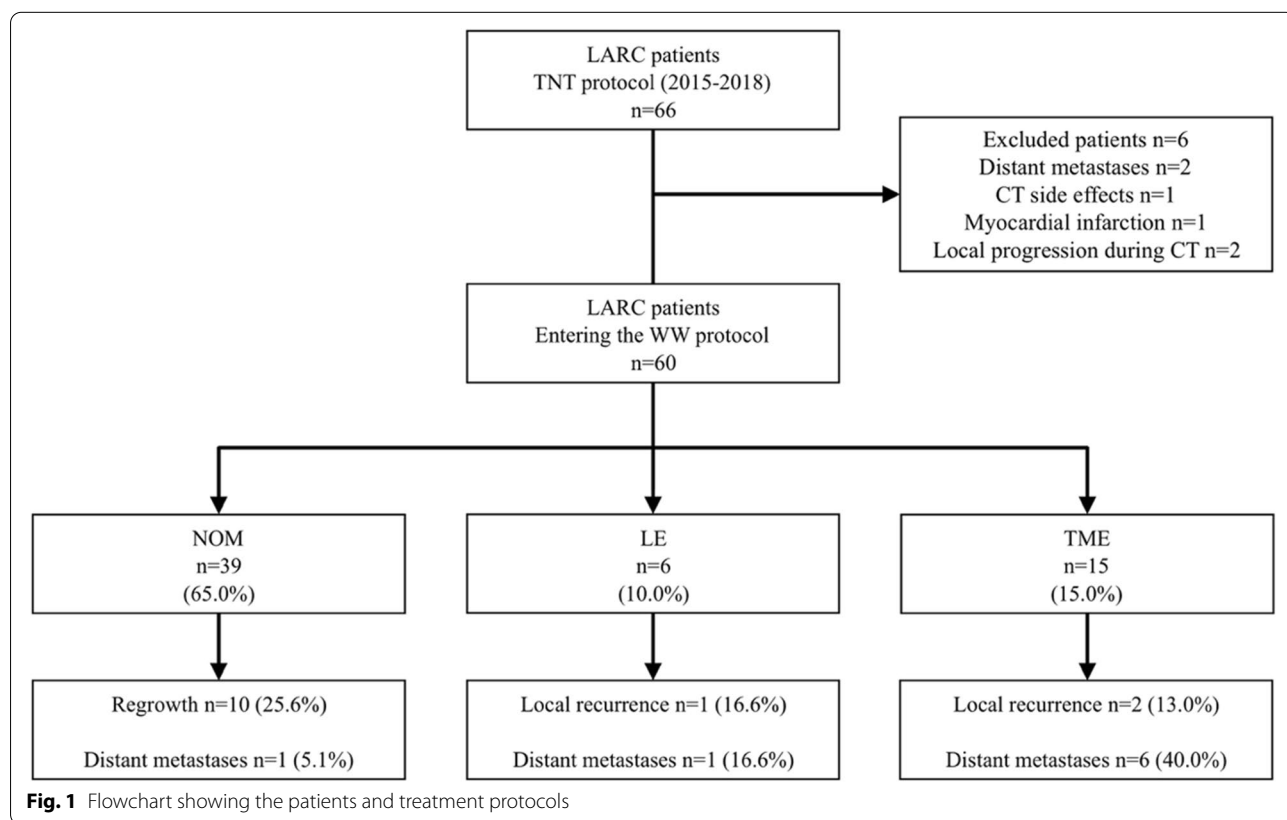 LARC patients
TNT protocol (2015-2018)
n=66
Excluded patients n=6
Distant metastases n=2
CT side effects n=1
Myocardial infarction n=1
Local progression during CT n=2
LARC patients
Entering the WW protocol
n=60
NOM
n=39
(65.0%)
LE
n=6
(10.0%)
TME
n=15
(15.0%)
Regrowth n=10 (25.6%)
Distant metastases n=1 (5.1%)
Local recurrence n=1 (16.6%)
Distant metastases n=1 (16.6%)
Local recurrence n=2 (13.0%)
Distant metastases n=6 (40.0%)
Fig. 1 Flowchart showing the patients and treatment protocols